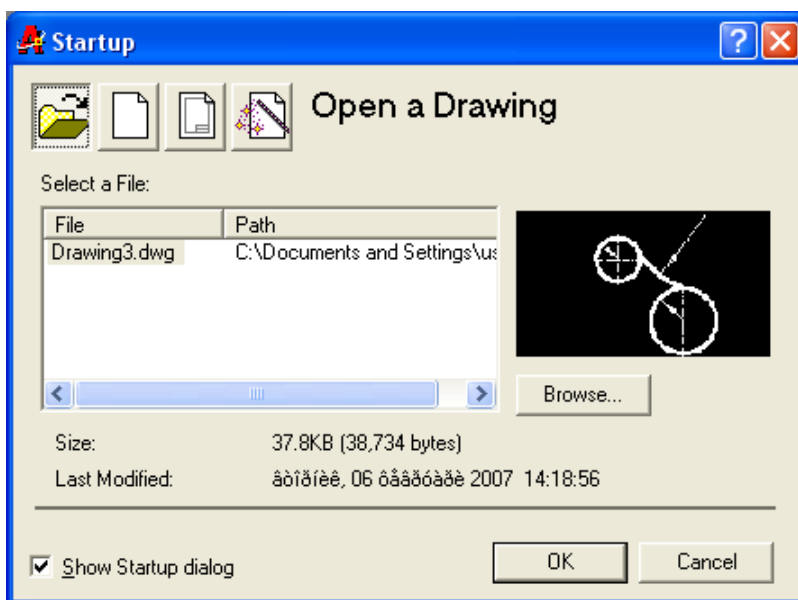 Startup
Open a Drawing
Select a File:
File Path
Drawing3.dwg C:\Documents and Settings\us
Browse...
Size: 37.8KB (38,734 bytes)
Last Modified: âòîðíèê, 06 ôåâðóàðè 2007 14:18:56
Show Startup dialog
OK Cancel